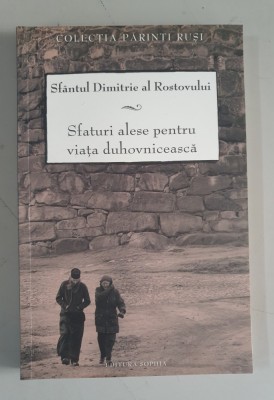 COLECȚIA PĂRINȚI RUȘI
Sfântul Dimitrie al Rostovului
Sfaturi alese pentru
viața duhovnicească
EDITURA SOPHIA